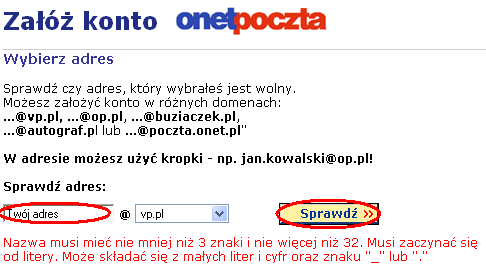 Załóż konto onetpoczta
Wybierz adres
Sprawdź czy adres, który wybrałeś jest wolny.
Możesz założyć konto w różnych domenach:
...@vp.pl, ...@op.pl, ...@buziaczek.pl,
...@autograf.pl lub ...@poczta.onet.pl"
W adresie możesz użyć kropki - np. jan.kowalski@op.pl!
Sprawdź adres:
Twój adres @ vp.pl Sprawdź »
Nazwa musi mieć nie mniej niż 3 znaki i nie więcej niż 32. Musi zaczynać się
od litery. Może składać się z małych liter i cyfr oraz znaku "_" lub "."